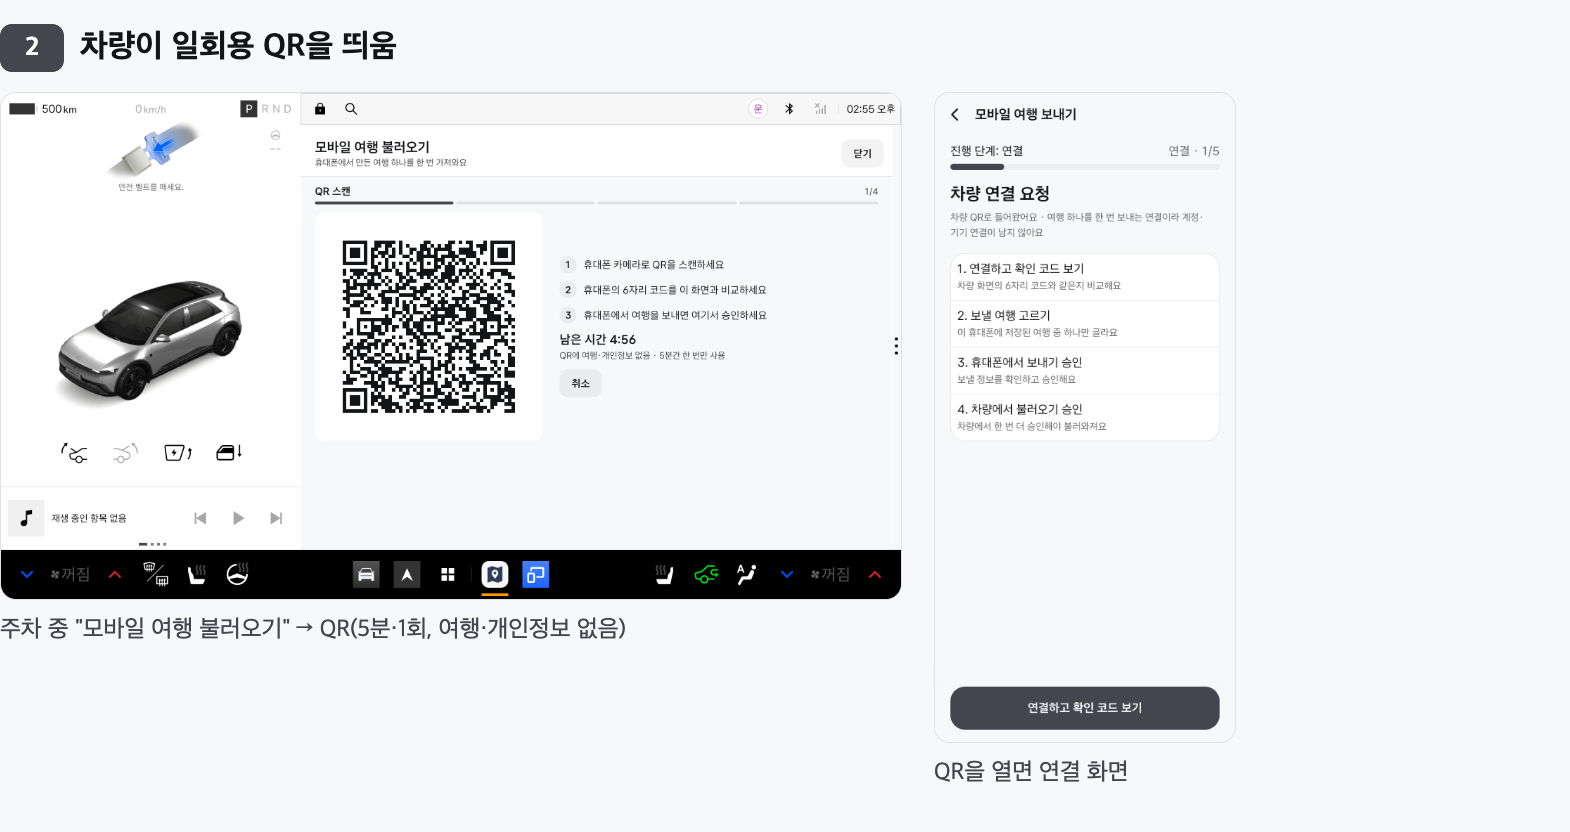 2 차량이 일회용 QR을 띄움
500km
0km/h
P R N D
--
안전 벨트를 매세요.
재생 중인 항목 없음
운
02:55 오후
모바일 여행 불러오기
휴대폰에서 만든 여행 하나를 한 번 가져와요
닫기
QR 스캔
1/4
1 휴대폰 카메라로 QR을 스캔하세요
2 휴대폰의 6자리 코드를 이 화면과 비교하세요
3 휴대폰에서 여행을 보내면 여기서 승인하세요
남은 시간 4:56
QR에 여행·개인정보 없음 · 5분간 한 번만 사용
취소
꺼짐
A
꺼짐
주차 중 "모바일 여행 불러오기" → QR(5분·1회, 여행·개인정보 없음)
모바일 여행 보내기
진행 단계: 연결
연결 · 1/5
차량 연결 요청
차량 QR로 들어왔어요 · 여행 하나를 한 번 보내는 연결이라 계정·
기기 연결이 남지 않아요
1. 연결하고 확인 코드 보기
차량 화면의 6자리 코드와 같은지 비교해요
2. 보낼 여행 고르기
이 휴대폰에 저장된 여행 중 하나만 골라요
3. 휴대폰에서 보내기 승인
보낼 정보를 확인하고 승인해요
4. 차량에서 불러오기 승인
차량에서 한 번 더 승인해야 불러와져요
연결하고 확인 코드 보기
QR을 열면 연결 화면